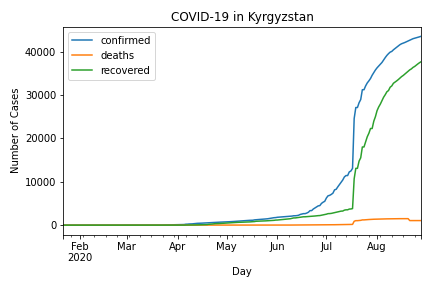 COVID-19 in Kyrgyzstan
confirmed
deaths
recovered
Number of Cases
40000
30000
20000
10000
0
Feb
2020
Mar
Apr
May
Jun
Jul
Aug
Day